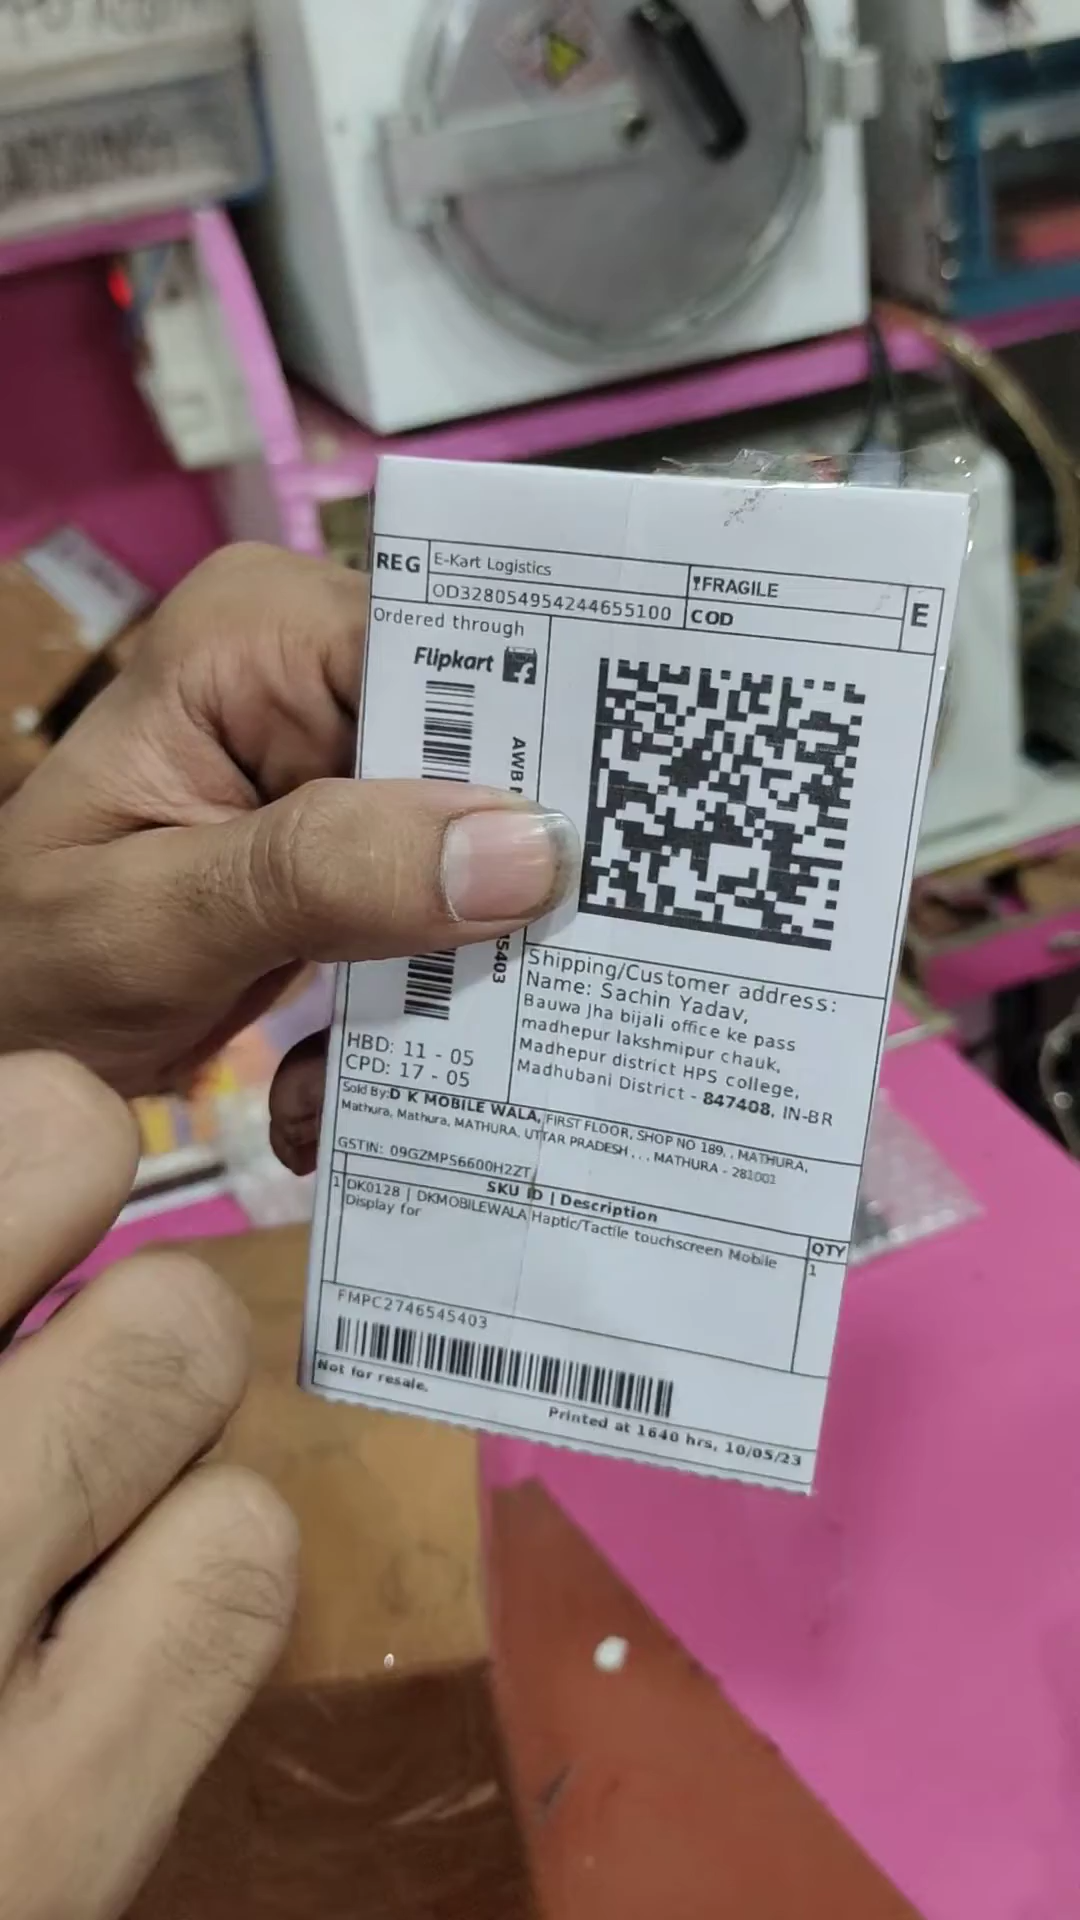 REG
E-Kart Logistics
OD328054954244655100
FRAGILE
COD
E
Ordered through
Flipkart
AWB
15403
HBD: 11 - 05
CPD: 17 - 05
Shipping/Customer address:
Name: Sachin Yadav,
Bauwa Jha bijali office ke pass
madhepur lakshmipur chauk,
Madhepur district HPS college,
Madhubani District - 847408, IN-BR
Sold By:D K MOBILE WALA, FIRST FLOOR, SHOP NO 189, , MATHURA,
Mathura, Mathura, MATHURA, UTTAR PRADESH , , , MATHURA - 281001
GSTIN: 09GZMPS6600H2ZT
SKU ID | Description
QTY
1 DK0128 | DKMOBILEWALA Haptic/Tactile touchscreen Mobile
Display for
1
FMPC2746545403
Not for resale.
Printed at 1640 hrs, 10/05/23